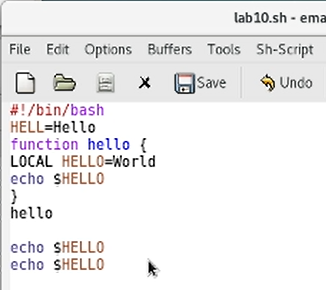 lab10.sh - ema
File Edit Options Buffers Tools Sh-Script
Save Undo
#!/bin/bash
HELL=Hello
function hello {
LOCAL HELLO=World
echo $HELLO
}
hello
echo $HELLO
echo $HELLO